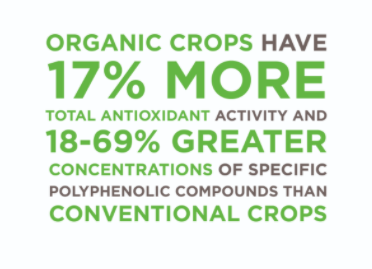 ORGANIC CROPS HAVE
17% MORE
TOTAL ANTIOXIDANT ACTIVITY AND
18-69% GREATER
CONCENTRATIONS OF SPECIFIC
POLYPHENOLIC COMPOUNDS THAN
CONVENTIONAL CROPS